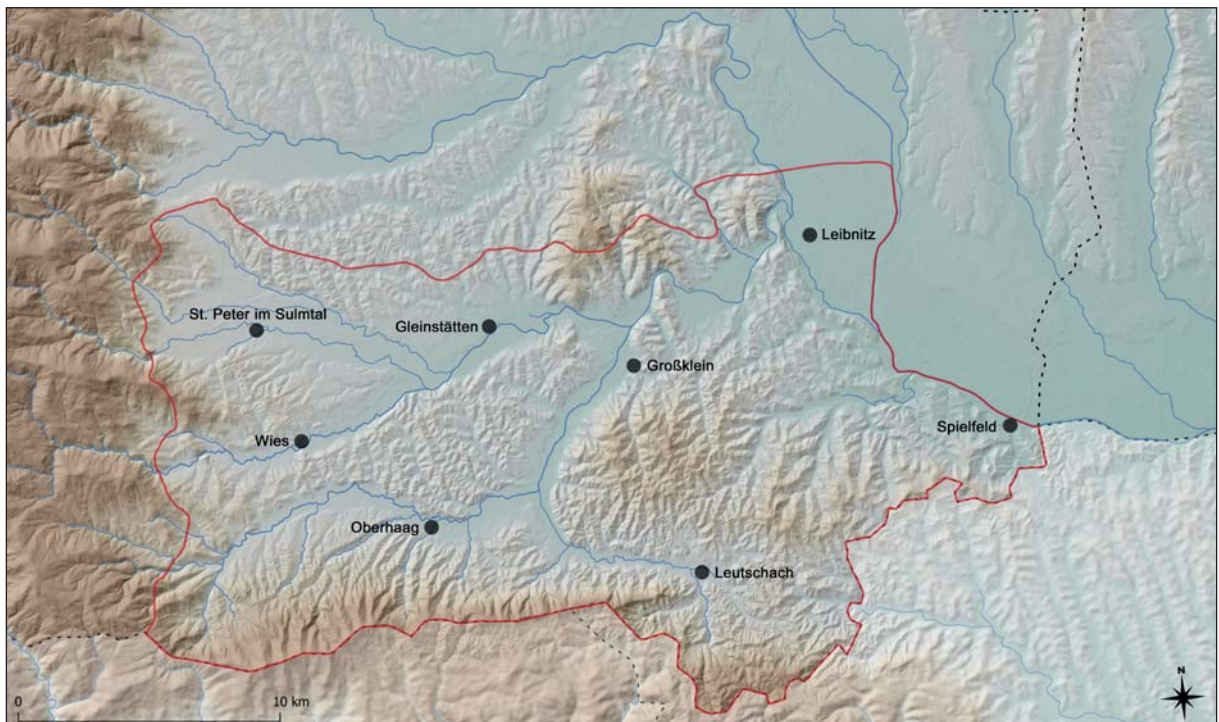 Leibnitz
St. Peter im Sulmtal
Gleinstätten
Großklein
Spielfeld
Wies
Oberhaag
Leutschach
N
0 10 km